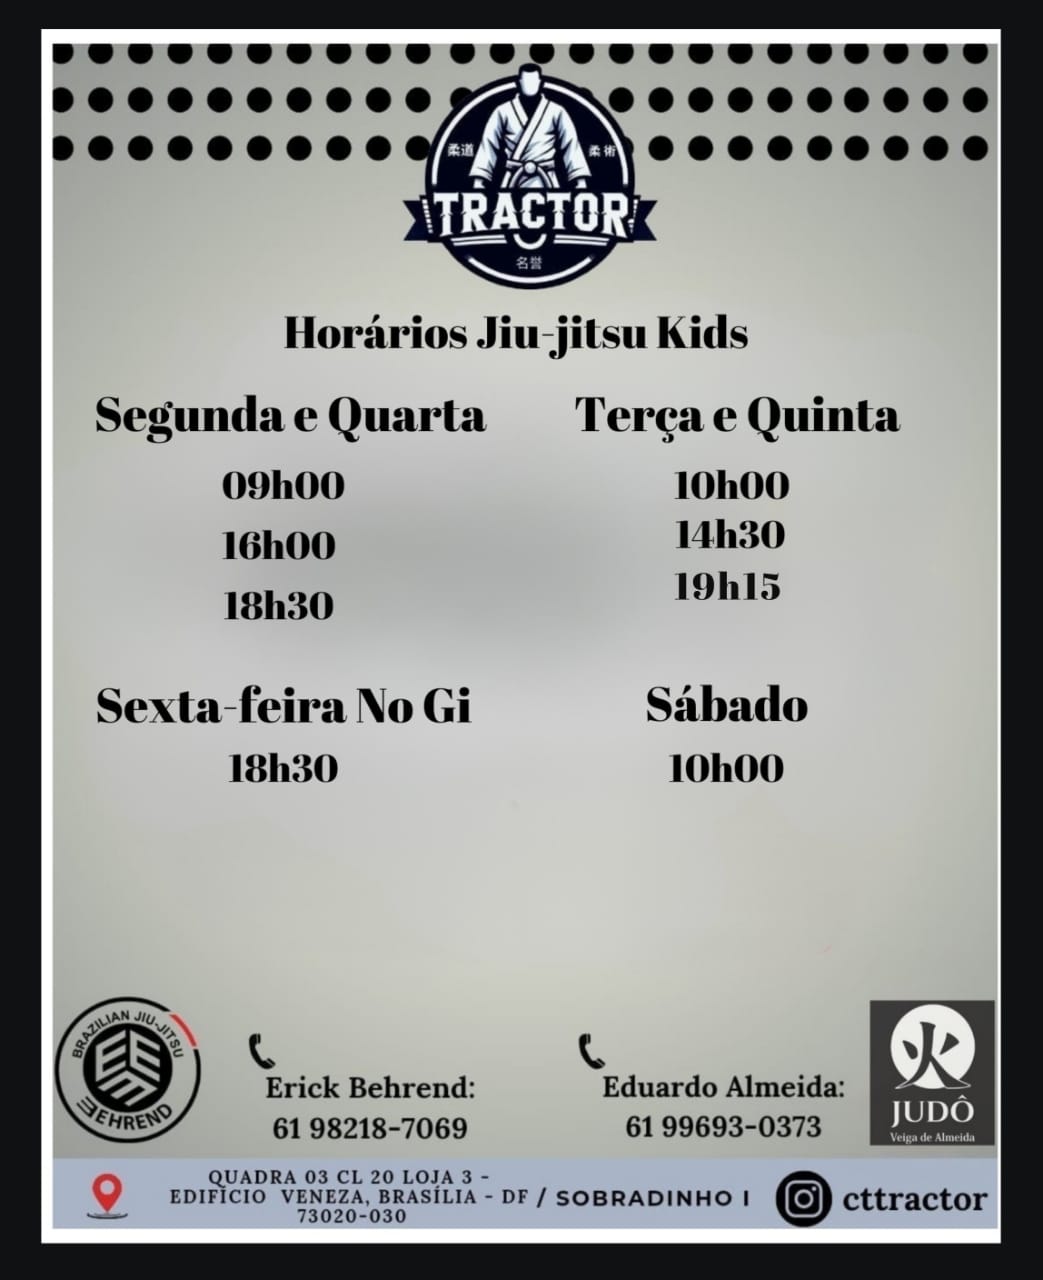 柔道
柔術
TRACTOR
名誉
Horários Jiu-jitsu Kids
Segunda e Quarta
09h00
16h00
18h30
Terça e Quinta
10h00
14h30
19h15
Sexta-feira No Gi
18h30
Sábado
10h00
BRAZILIAN JIU-JITSU
BEHREND
Erick Behrend:
61 98218-7069
Eduardo Almeida:
61 99693-0373
火
JUDÔ
Veiga de Almeida
QUADRA 03 CL 20 LOJA 3 -
EDIFÍCIO VENEZA, BRASÍLIA - DF / SOBRADINHO I
73020-030
cttractor